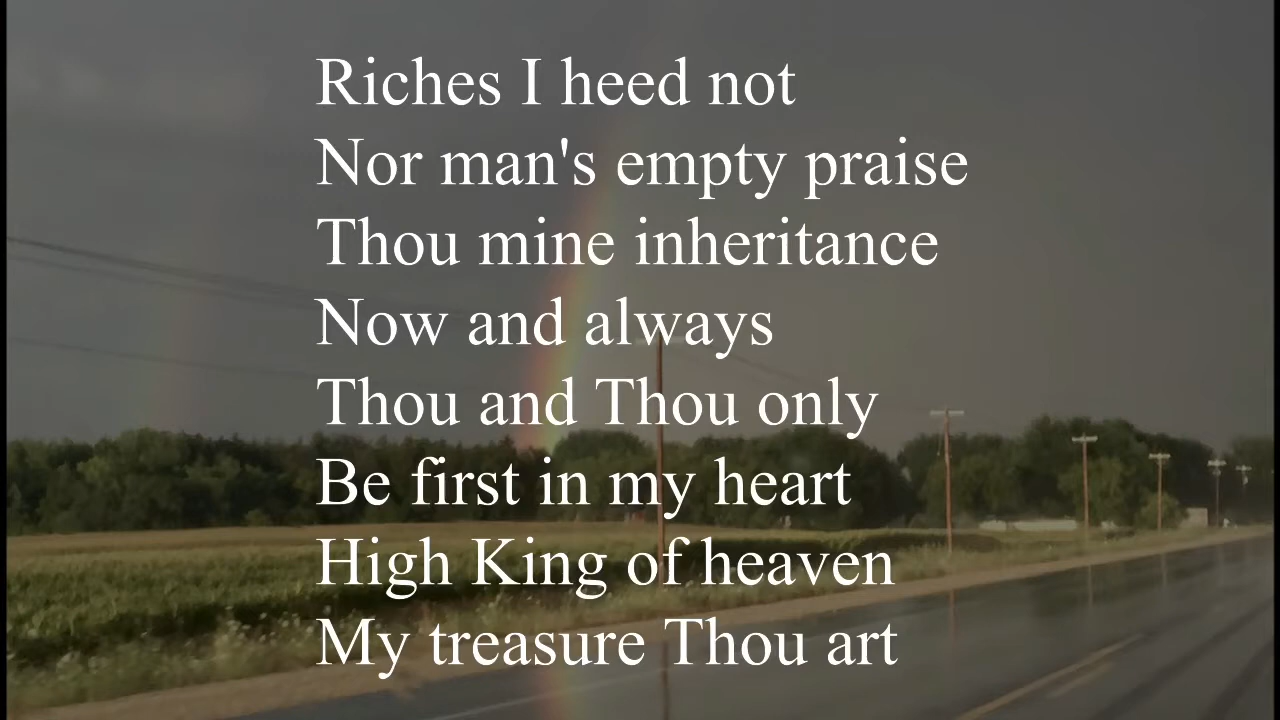 Riches I heed not
Nor man's empty praise
Thou mine inheritance
Now and always
Thou and Thou only
Be first in my heart
High King of heaven
My treasure Thou art